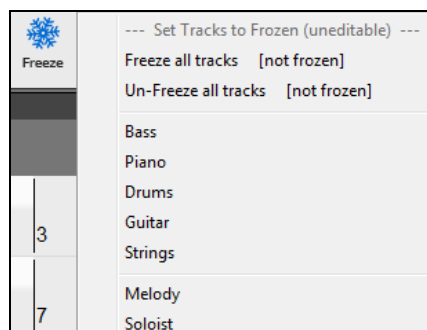 --- Set Tracks to Frozen (uneditable) ---
Freeze
Freeze all tracks [not frozen]
Un-Freeze all tracks [not frozen]
Bass
Piano
Drums
Guitar
3
Strings
Melody
7
Soloist